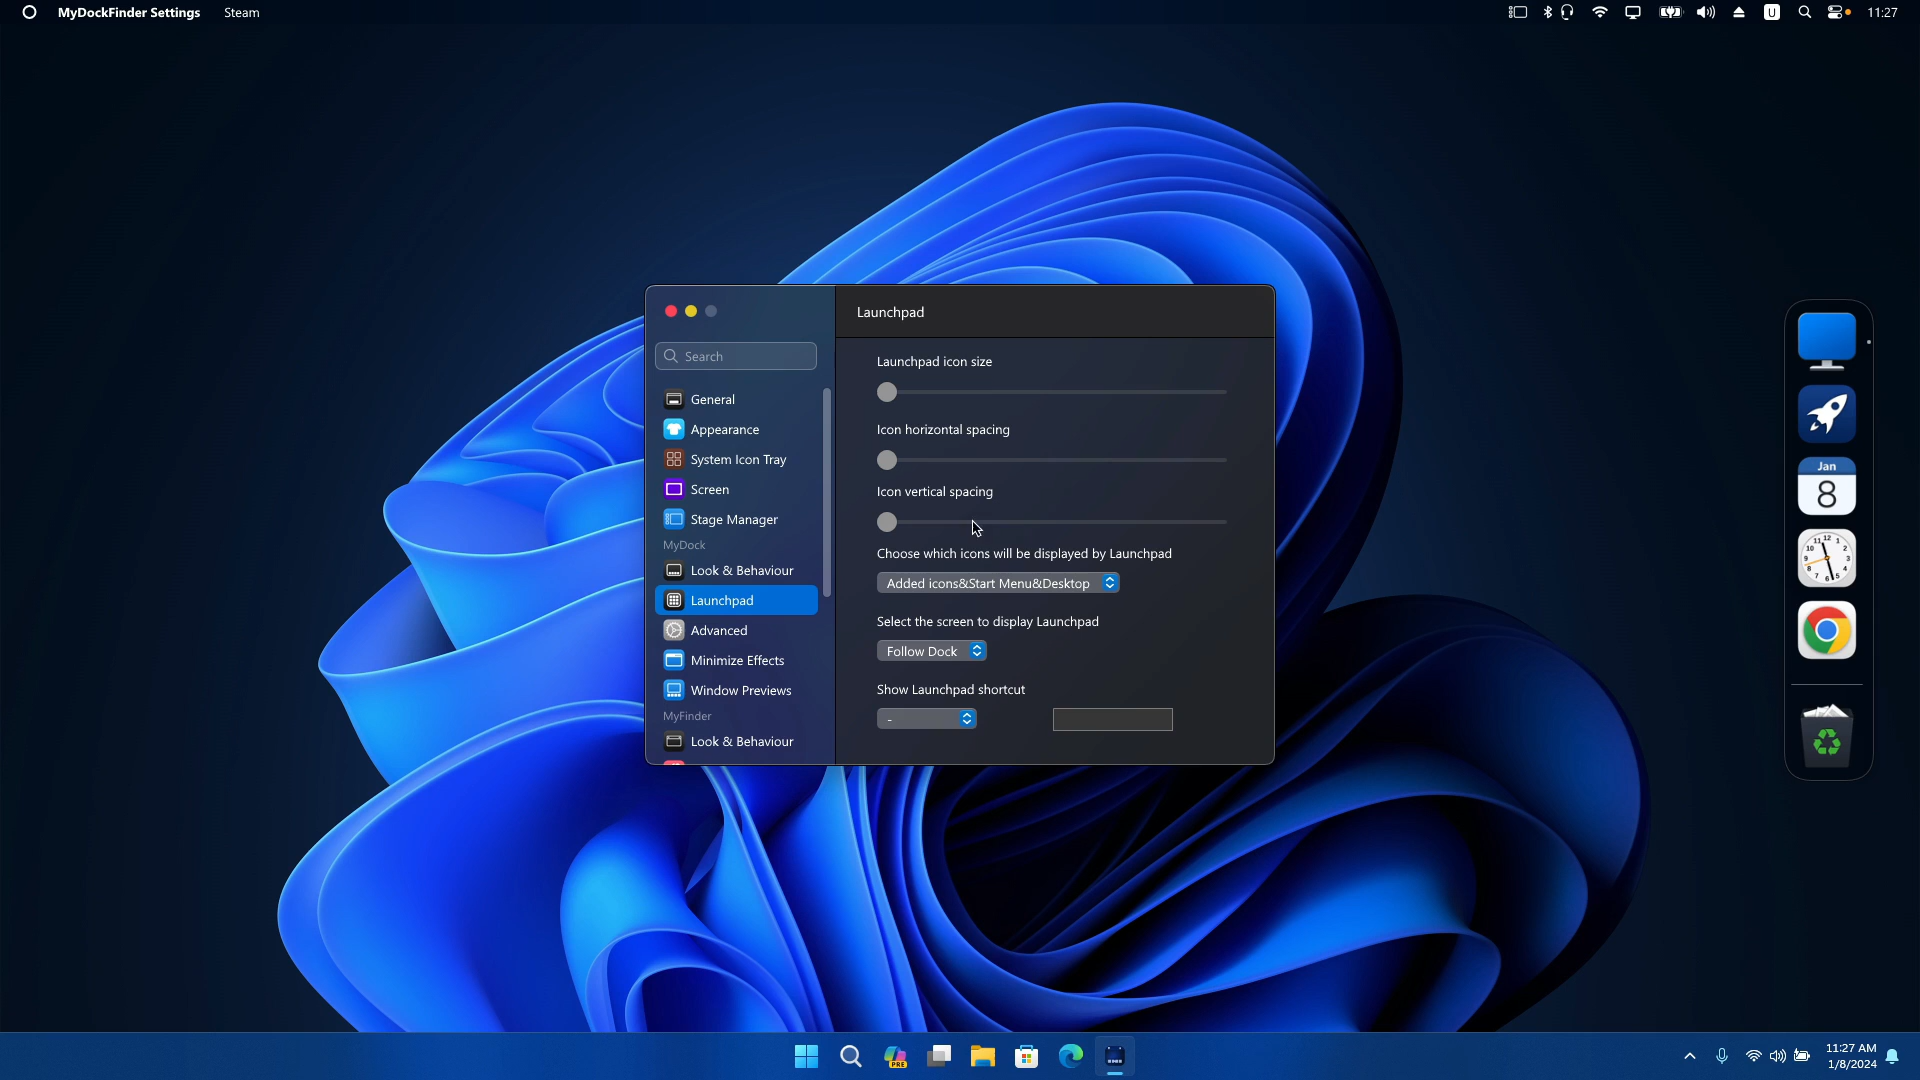 MyDockFinder Settings Steam
U 11:27
Launchpad
Search
General
Appearance
System Icon Tray
Screen
Stage Manager
MyDock
Look & Behaviour
Launchpad
Advanced
Minimize Effects
Window Previews
MyFinder
Look & Behaviour
Launchpad icon size
Icon horizontal spacing
Icon vertical spacing
Choose which icons will be displayed by Launchpad
Added icons&Start Menu&Desktop
Select the screen to display Launchpad
Follow Dock
Show Launchpad shortcut
-
Jan
8
PRE
11:27 AM
1/8/2024